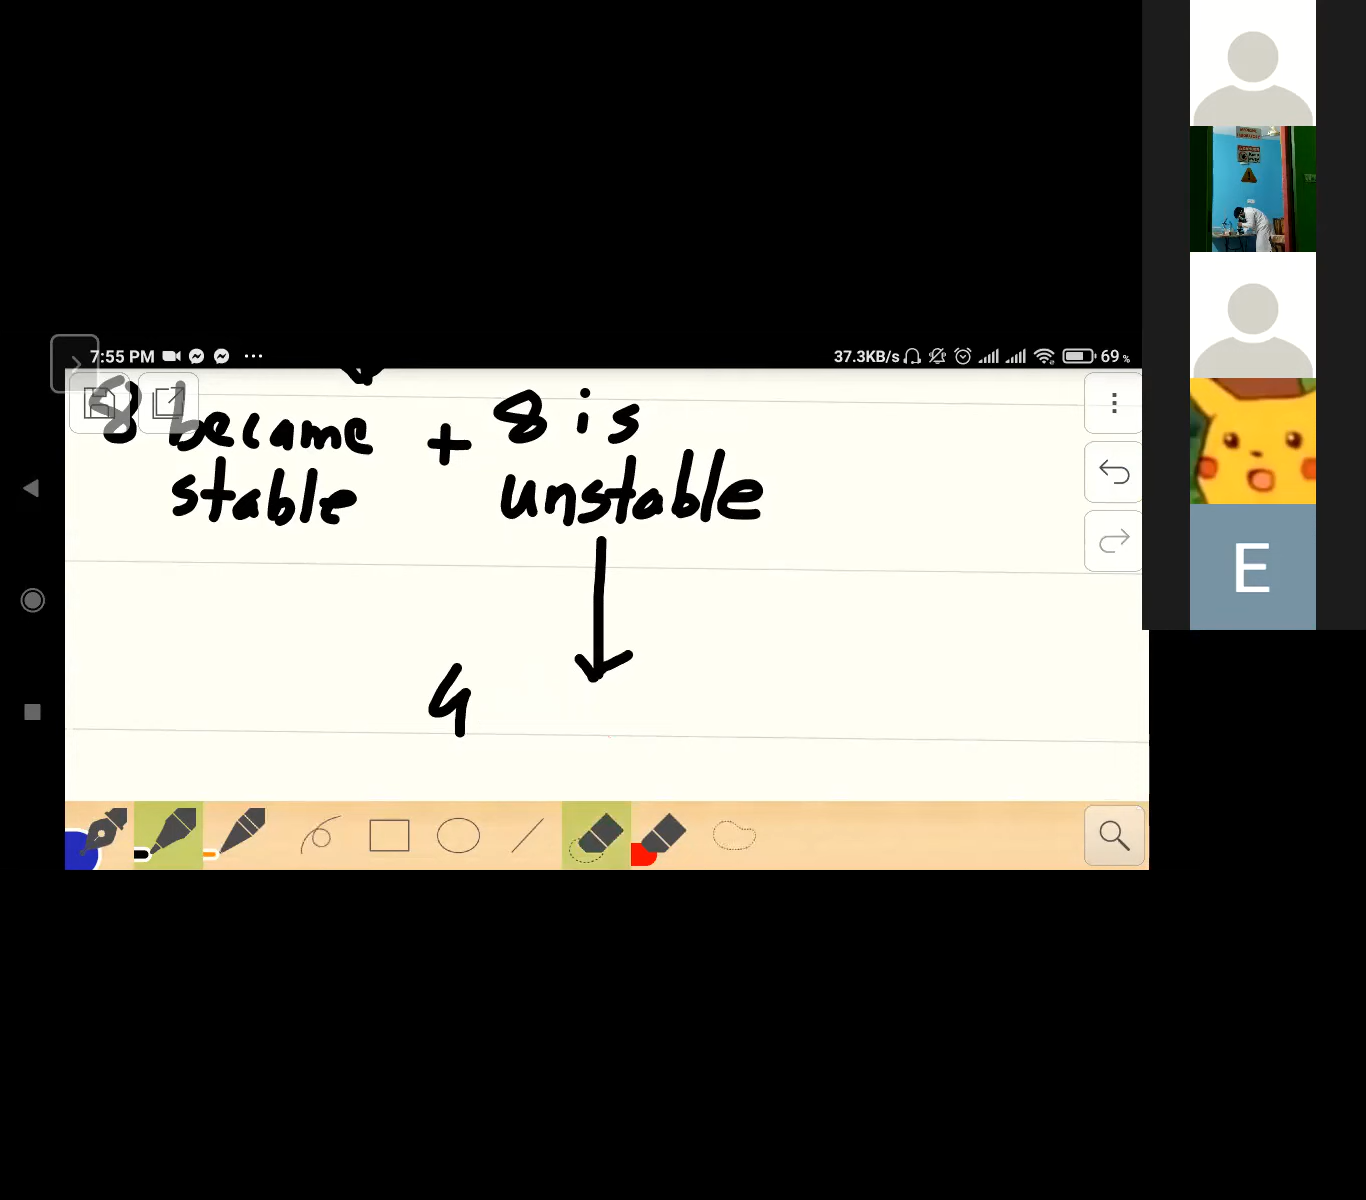 7:55 PM ... 37.3KB/s 69%
8 became + 8 is
stable unstable
4
E